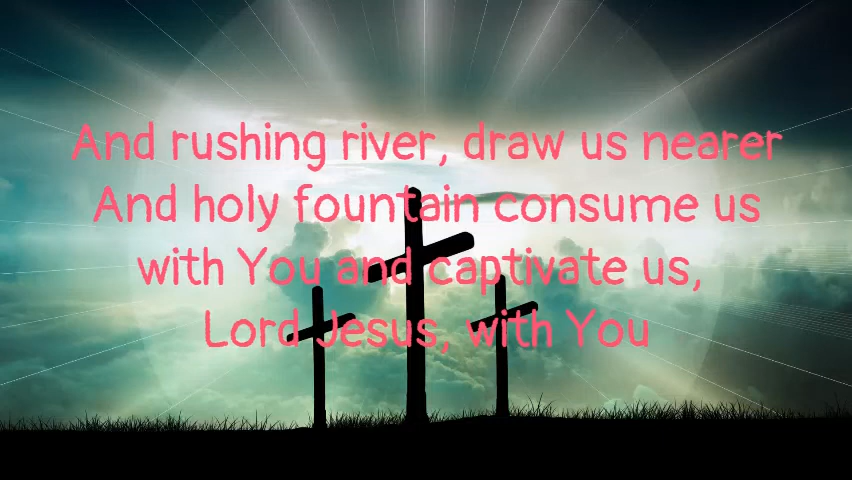 And rushing river, draw us nearer
And holy fountain consume us
with You and captivate us,
Lord Jesus, with You